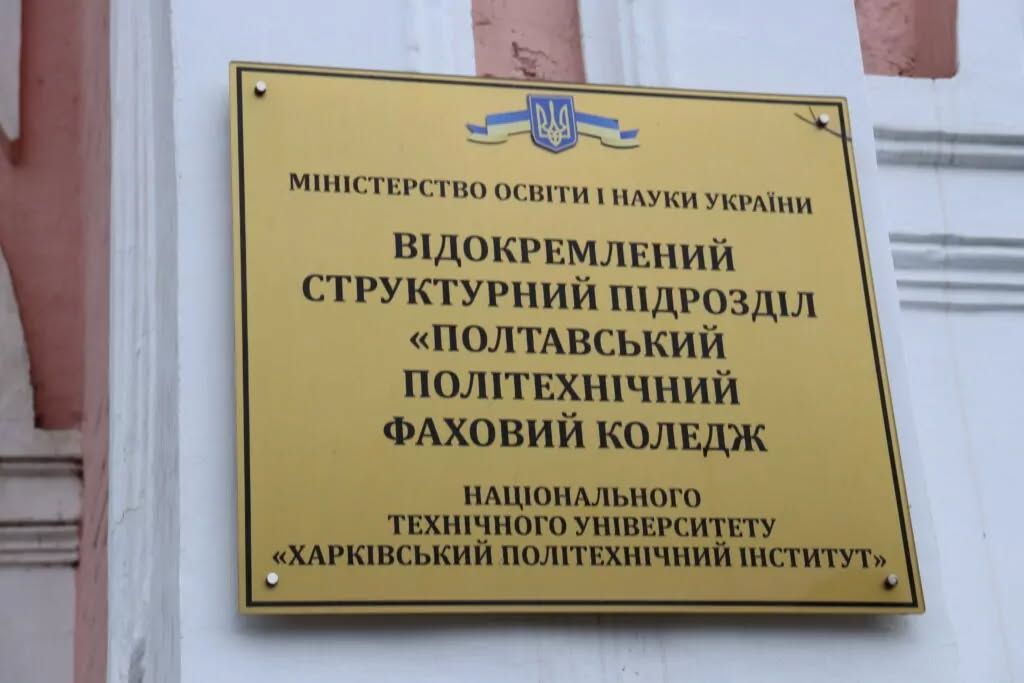 МІНІСТЕРСТВО ОСВІТИ І НАУКИ УКРАЇНИ
ВІДОКРЕМЛЕНИЙ
СТРУКТУРНИЙ ПІДРОЗДІЛ
«ПОЛТАВСЬКИЙ
ПОЛІТЕХНІЧНИЙ
ФАХОВИЙ КОЛЕДЖ
НАЦІОНАЛЬНОГО
ТЕХНІЧНОГО УНІВЕРСИТЕТУ
«ХАРКІВСЬКИЙ ПОЛІТЕХНІЧНИЙ ІНСТИТУТ»